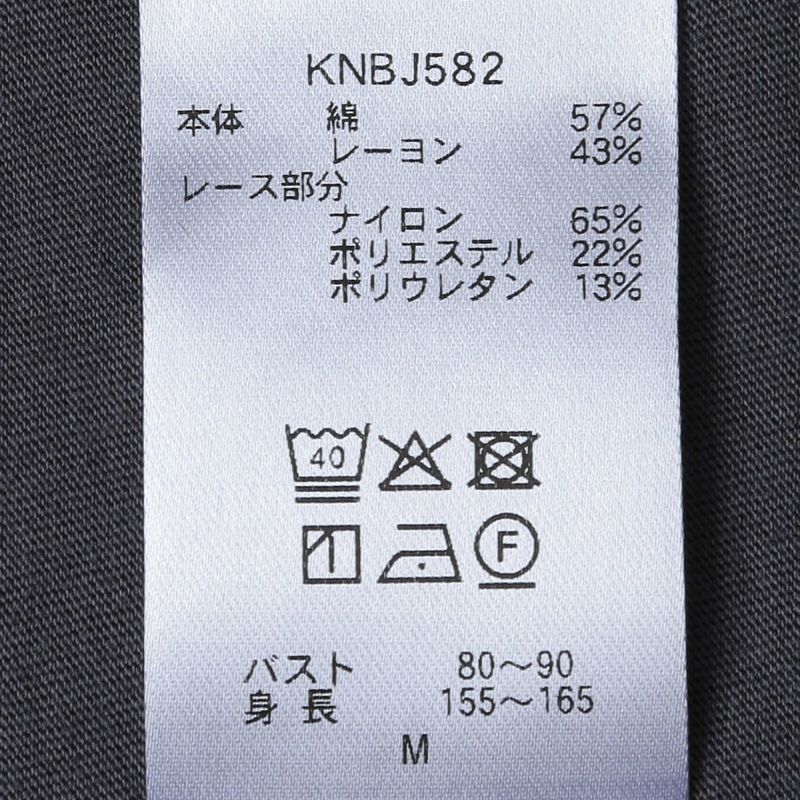 KNBJ582
本体 綿 57%
レーヨン 43%
レース部分
ナイロン 65%
ポリエステル 22%
ポリウレタン 13%
40
F
バスト 80〜90
身長 155〜165
M